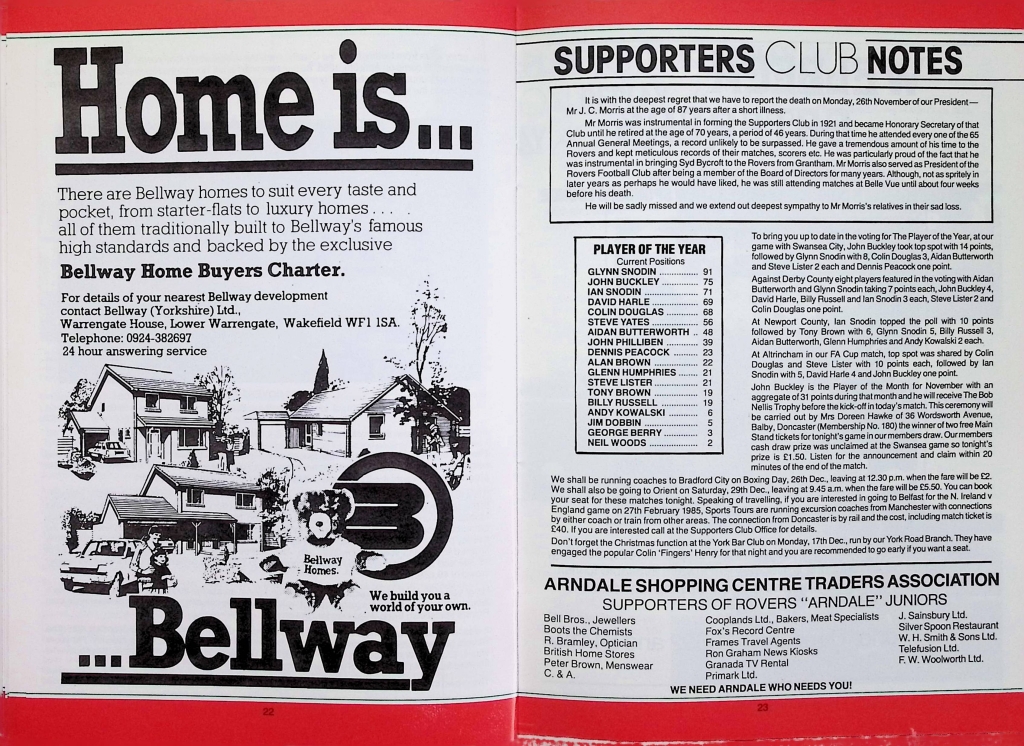 Home is...
There are Bellway homes to suit every taste and
pocket, from starter-flats to luxury homes . . . .
all of them traditionally built to Bellway's famous
high standards and backed by the exclusive
Bellway Home Buyers Charter.
For details of your nearest Bellway development
contact Bellway (Yorkshire) Ltd.,
Warrengate House, Lower Warrengate, Wakefield WF1 1SA.
Telephone: 0924-382697
24 hour answering service
Bellway
Homes.
We build you a
world of your own.
...Bellway
22
SUPPORTERS CLUB NOTES
It is with the deepest regret that we have to report the death on Monday, 26th November of our President—
Mr J. C. Morris at the age of 87 years after a short illness.
Mr Morris was instrumental in forming the Supporters Club in 1921 and became Honorary Secretary of that
Club until he retired at the age of 70 years, a period of 46 years. During that time he attended every one of the 65
Annual General Meetings, a record unlikely to be surpassed. He gave a tremendous amount of his time to the
Rovers and kept meticulous records of their matches, scorers etc. He was particularly proud of the fact that he
was instrumental in bringing Syd Bycroft to the Rovers from Grantham. Mr Morris also served as President of the
Rovers Football Club after being a member of the Board of Directors for many years. Although, not as spritely in
later years as perhaps he would have liked, he was still attending matches at Belle Vue until about four weeks
before his death.
He will be sadly missed and we extend out deepest sympathy to Mr Morris's relatives in their sad loss.
PLAYER OF THE YEAR
Current Positions
GLYNN SNODIN ................ 91
JOHN BUCKLEY ................ 75
IAN SNODIN ................ 71
DAVID HARLE ................ 69
COLIN DOUGLAS ................ 68
STEVE YATES ................ 56
AIDAN BUTTERWORTH .. 48
JOHN PHILLIBEN ............ 39
DENNIS PEACOCK ............ 23
ALAN BROWN ................ 22
GLENN HUMPHRIES ........ 21
STEVE LISTER ................ 21
TONY BROWN ................ 19
BILLY RUSSELL ................ 19
ANDY KOWALSKI ............ 6
JIM DOBBIN ................ 5
GEORGE BERRY ................ 3
NEIL WOODS ................ 2
To bring you up to date in the voting for The Player of the Year, at our
game with Swansea City, John Buckley took top spot with 14 points,
followed by Glynn Snodin with 8, Colin Douglas 3, Aidan Butterworth
and Steve Lister 2 each and Dennis Peacock one point.
Against Derby County eight players featured in the voting with Aidan
Butterworth and Glynn Snodin taking 7 points each, John Buckley 4,
David Harle, Billy Russell and Ian Snodin 3 each, Steve Lister 2 and
Colin Douglas one point.
At Newport County, Ian Snodin topped the poll with 10 points
followed by Tony Brown with 6, Glynn Snodin 5, Billy Russell 3,
Aidan Butterworth, Glenn Humphries and Andy Kowalski 2 each.
At Altrincham in our FA Cup match, top spot was shared by Colin
Douglas and Steve Lister with 10 points each, followed by Ian
Snodin with 5, David Harle 4 and John Buckley one point.
John Buckley is the Player of the Month for November with an
aggregate of 31 points during that month and he will receive The Bob
Nellis Trophy before the kick-off in today's match. This ceremony will
be carried out by Mrs Doreen Hawke of 36 Wordsworth Avenue,
Balby, Doncaster (Membership No. 180) the winner of two free Main
Stand tickets for tonight's game in our members draw. Our members
cash draw prize was unclaimed at the Swansea game so tonight's
prize is £1.50. Listen for the announcement and claim within 20
minutes of the end of the match.
We shall be running coaches to Bradford City on Boxing Day, 26th Dec., leaving at 12.30 p.m. when the fare will be £2.
We shall also be going to Orient on Saturday, 29th Dec., leaving at 9.45 a.m. when the fare will be £5.50. You can book
your seat for these matches tonight. Speaking of travelling, if you are interested in going to Belfast for the N. Ireland v
England game on 27th February 1985, Sports Tours are running excursion coaches from Manchester with connections
by either coach or train from other areas. The connection from Doncaster is by rail and the cost, including match ticket is
£40. If you are interested call at the Supporters Club Office for details.
Don't forget the Christmas function at the York Bar Club on Monday, 17th Dec., run by our York Road Branch. They have
engaged the popular Colin 'Fingers' Henry for that night and you are recommended to go early if you want a seat.
ARNDALE SHOPPING CENTRE TRADERS ASSOCIATION
SUPPORTERS OF ROVERS "ARNDALE" JUNIORS
Bell Bros., Jewellers
Boots the Chemists
R. Bramley, Optician
British Home Stores
Peter Brown, Menswear
C. & A.
Cooplands Ltd., Bakers, Meat Specialists
Fox's Record Centre
Frames Travel Agents
Ron Graham News Kiosks
Granada TV Rental
Primark Ltd.
J. Sainsbury Ltd.
Silver Spoon Restaurant
W. H. Smith & Sons Ltd.
Telefusion Ltd.
F. W. Woolworth Ltd.
WE NEED ARNDALE WHO NEEDS YOU!
23